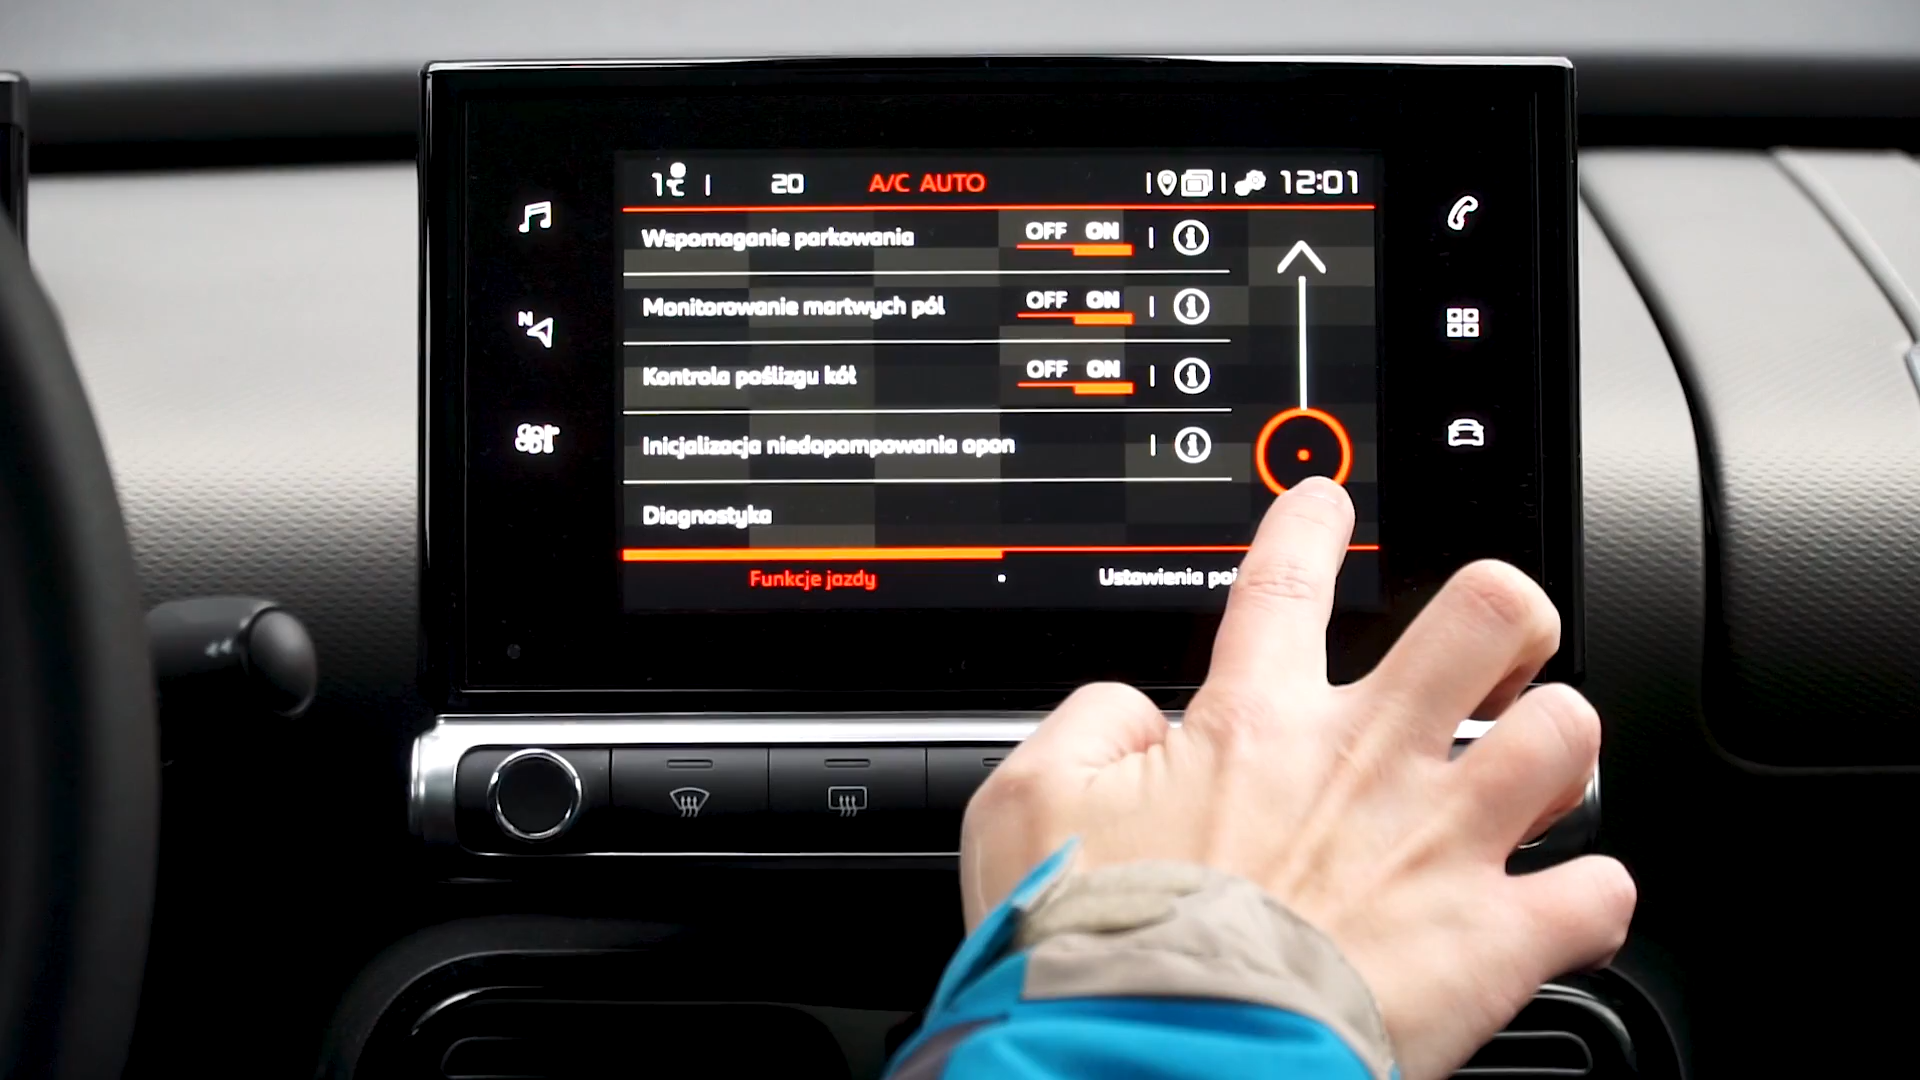 1°C 20 A/C AUTO 12:01
Wspomaganie parkowania OFF ON
Monitorowanie martwych pól OFF ON
Kontrola poślizgu kół OFF ON
Inicjalizacja niedopompowania opon
Diagnostyka
Funkcje jazdy Ustawienia
N